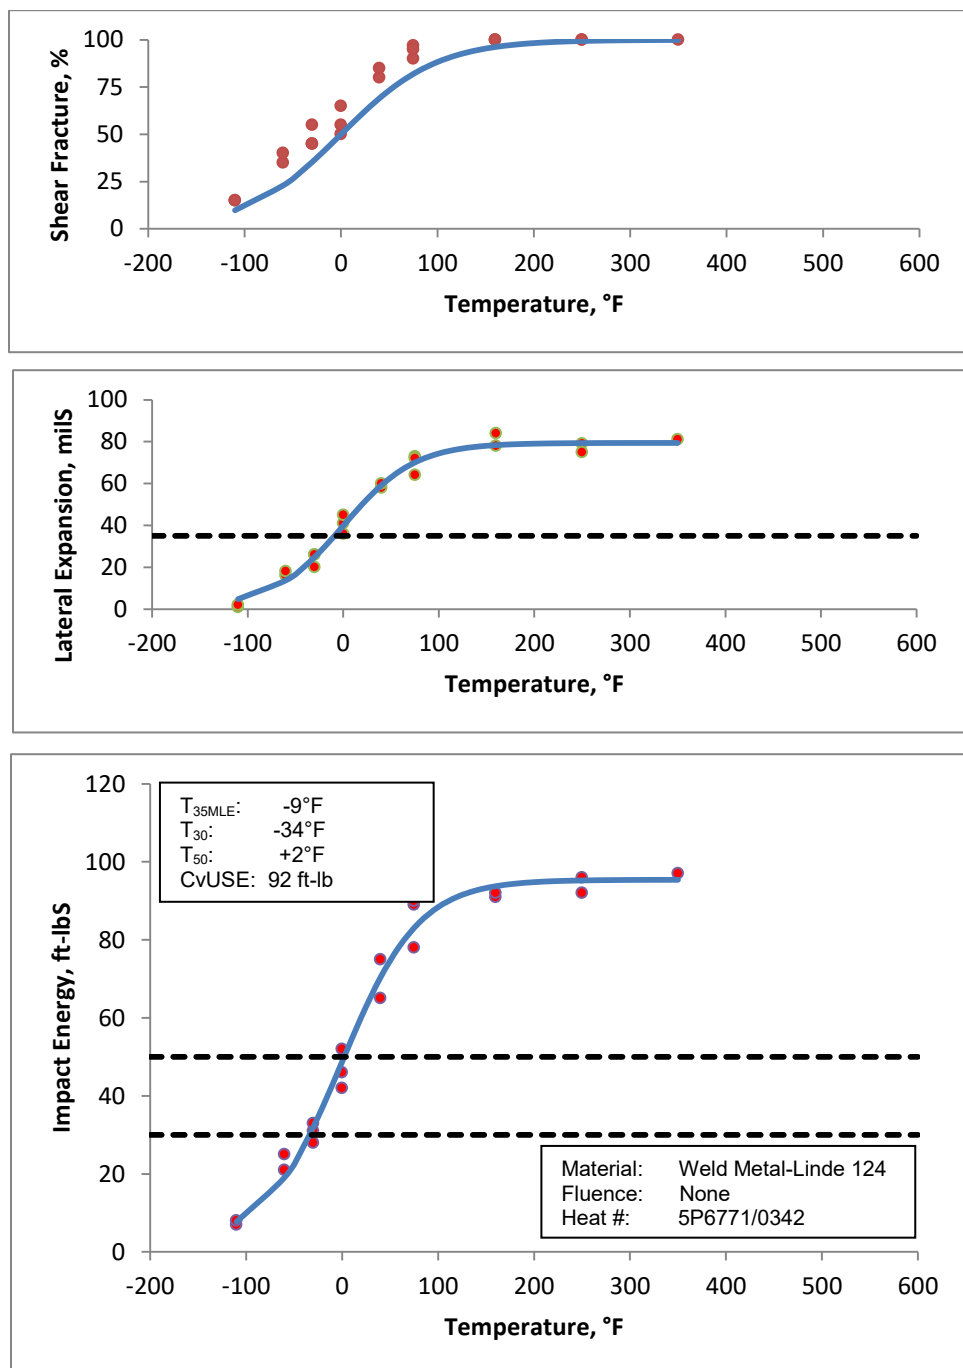 Shear Fracture, %
100
75
50
25
0
-200 -100 0 100 200 300 400 500 600
Temperature, °F
Lateral Expansion, milS
100
80
60
40
20
0
-200 -100 0 100 200 300 400 500 600
Temperature, °F
Impact Energy, ft-lbS
120
100
80
60
40
20
0
T35MLE: -9°F
T30: -34°F
T50: +2°F
CvUSE: 92 ft-lb
Material: Weld Metal-Linde 124
Fluence: None
Heat #: 5P6771/0342
-200 -100 0 100 200 300 400 500 600
Temperature, °F